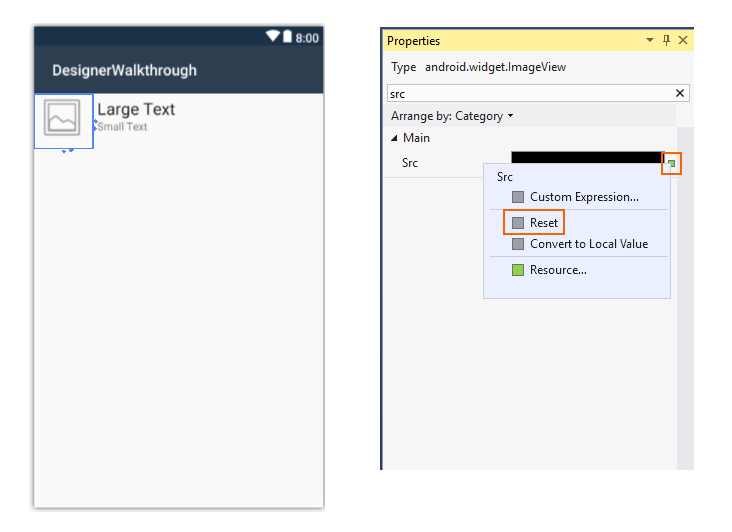 8:00
DesignerWalkthrough
Large Text
Small Text
Properties
Type android.widget.ImageView
src
Arrange by: Category
Main
Src
Src
Custom Expression...
Reset
Convert to Local Value
Resource...